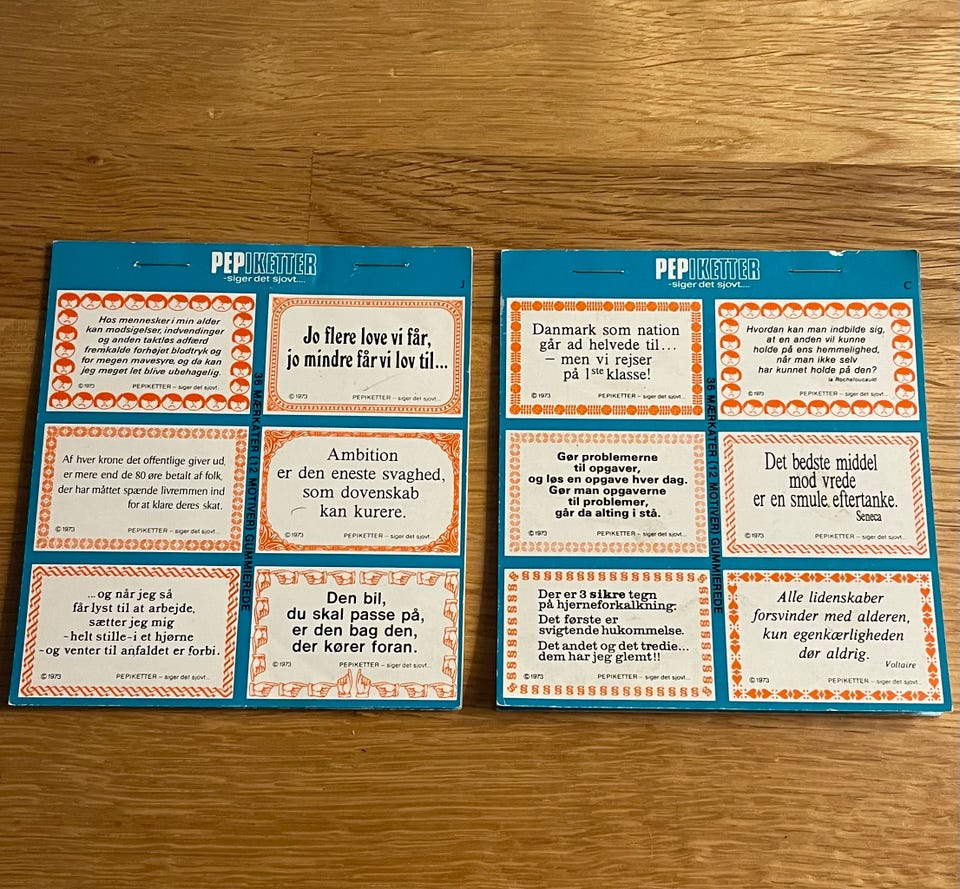 PEPIKETTER
-siger det sjovt....
J
Hos mennesker i min alder
kan modsigelser, indvendinger
og anden taktløs adfærd
fremkalde forhøjet blodtryk og
for megen mavesyre, og da kan
jeg meget let blive ubehagelig.
©1973 PEPIKETTER – siger det sjovt...
Jo flere love vi får,
jo mindre får vi lov til...
©1973 PEPIKETTER – siger det sjovt...
Af hver krone det offentlige giver ud,
er mere end de 80 øre betalt af folk,
der har måttet spænde livremmen ind
for at klare deres skat.
©1973 PEPIKETTER – siger det sjovt...
Ambition
er den eneste svaghed,
som dovenskab
kan kurere.
©1973 PEPIKETTER – siger det sjovt...
...og når jeg så
får lyst til at arbejde,
sætter jeg mig
-helt stille-i et hjørne
-og venter til anfaldet er forbi.
©1973 PEPIKETTER – siger det sjovt...
Den bil,
du skal passe på,
er den bag den,
der kører foran.
©1973 PEPIKETTER – siger det sjovt...
36 MÆRKATER (12 MOTIVER) GUMMIEREDE
PEPIKETTER
-siger det sjovt....
C
Danmark som nation
går ad helvede til...
– men vi rejser
på 1ste klasse!
©1973 PEPIKETTER – siger det sjovt...
Hvordan kan man indbilde sig,
at en anden vil kunne
holde på ens hemmelighed,
når man ikke selv
har kunnet holde på den?
la Rochefoucauld
©1973 PEPIKETTER – siger det sjovt...
Gør problemerne
til opgaver,
og løs en opgave hver dag.
Gør man opgaverne
til problemer,
går da alting i stå.
©1973 PEPIKETTER – siger det sjovt...
Det bedste middel
mod vrede
er en smule eftertanke.
Seneca
©1973 PEPIKETTER – siger det sjovt...
Der er 3 sikre tegn
på hjerneforkalkning:
Det første er
svigtende hukommelse.
Det andet og det tredie...
dem har jeg glemt!!
©1973 PEPIKETTER – siger det sjovt...
Alle lidenskaber
forsvinder med alderen,
kun egenkærligheden
dør aldrig.
Voltaire
©1973 PEPIKETTER – siger det sjovt...
36 MÆRKATER (12 MOTIVER) GUMMIEREDE